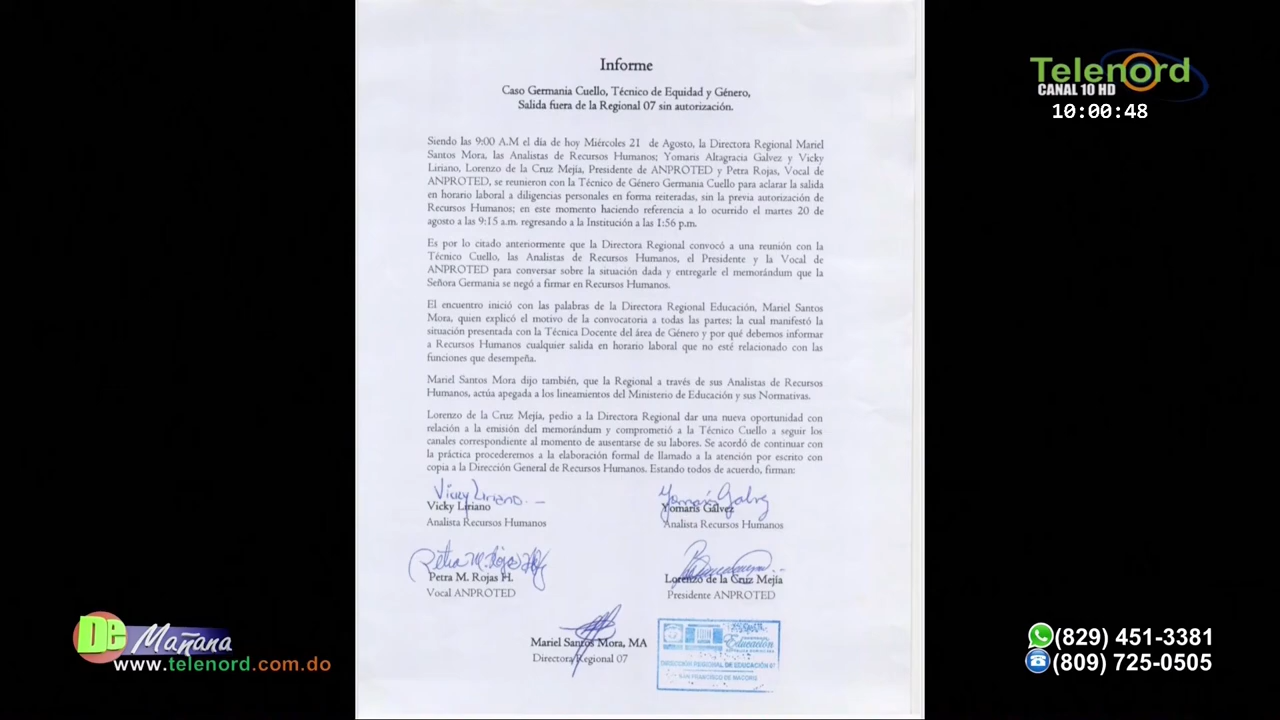 Informe
Caso Germania Cuello, Técnico de Equidad y Género,
Salida fuera de la Regional 07 sin autorización.
Siendo las 9:00 A.M el día de hoy Miércoles 21 de Agosto, la Directora Regional Mariel
Santos Mora, las Analistas de Recursos Humanos; Yomaris Altagracia Galvez y Vicky
Liriano, Lorenzo de la Cruz Mejía, Presidente de ANPROTED y Petra Rojas, Vocal de
ANPROTED, se reunieron con la Técnico de Género Germania Cuello para aclarar la salida
en horario laboral a diligencias personales en forma reiteradas, sin la previa autorización de
Recursos Humanos; en este momento haciendo referencia a lo ocurrido el martes 20 de
agosto a las 9:15 a.m. regresando a la Institución a las 1:56 p.m.
Es por lo citado anteriormente que la Directora Regional convocó a una reunión con la
Técnico Cuello, las Analistas de Recursos Humanos, el Presidente y la Vocal de
ANPROTED para conversar sobre la situación dada y entregarle el memorándum que la
Señora Germania se negó a firmar en Recursos Humanos.
El encuentro inició con las palabras de la Directora Regional Educación, Mariel Santos
Mora, quien explicó el motivo de la convocatoria a todas las partes; la cual manifestó la
situación presentada con la Técnica Docente del área de Género y por qué debemos informar
a Recursos Humanos cualquier salida en horario laboral que no esté relacionado con las
funciones que desempeña.
Mariel Santos Mora dijo también, que la Regional a través de sus Analistas de Recursos
Humanos, actúa apegada a los lineamientos del Ministerio de Educación y sus Normativas.
Lorenzo de la Cruz Mejía, pedio a la Directora Regional dar una nueva oportunidad con
relación a la emisión del memorándum y comprometió a la Técnico Cuello a seguir los
canales correspondiente al momento de ausentarse de su labores. Se acordó de continuar con
la práctica procederemos a la elaboración formal de llamado a la atención por escrito con
copia a la Dirección General de Recursos Humanos. Estando todos de acuerdo, firman:
Vicky Liriano Yomaris Galvez
Vicky Liriano Yomaris Gálvez
Analista Recursos Humanos Analista Recursos Humanos
Petra M. Rojas H.
Petra M. Rojas H. Lorenzo de la Cruz Mejía
Vocal ANPROTED Presidente ANPROTED
Mariel Santos Mora, MA
Directora Regional 07
Educación
DIRECCIÓN REGIONAL DE EDUCACIÓN 07
SAN FRANCISCO DE MACORIS
Telenord
CANAL 10 HD
10:00:48
De Mañana
www.telenord.com.do
(829) 451-3381
(809) 725-0505